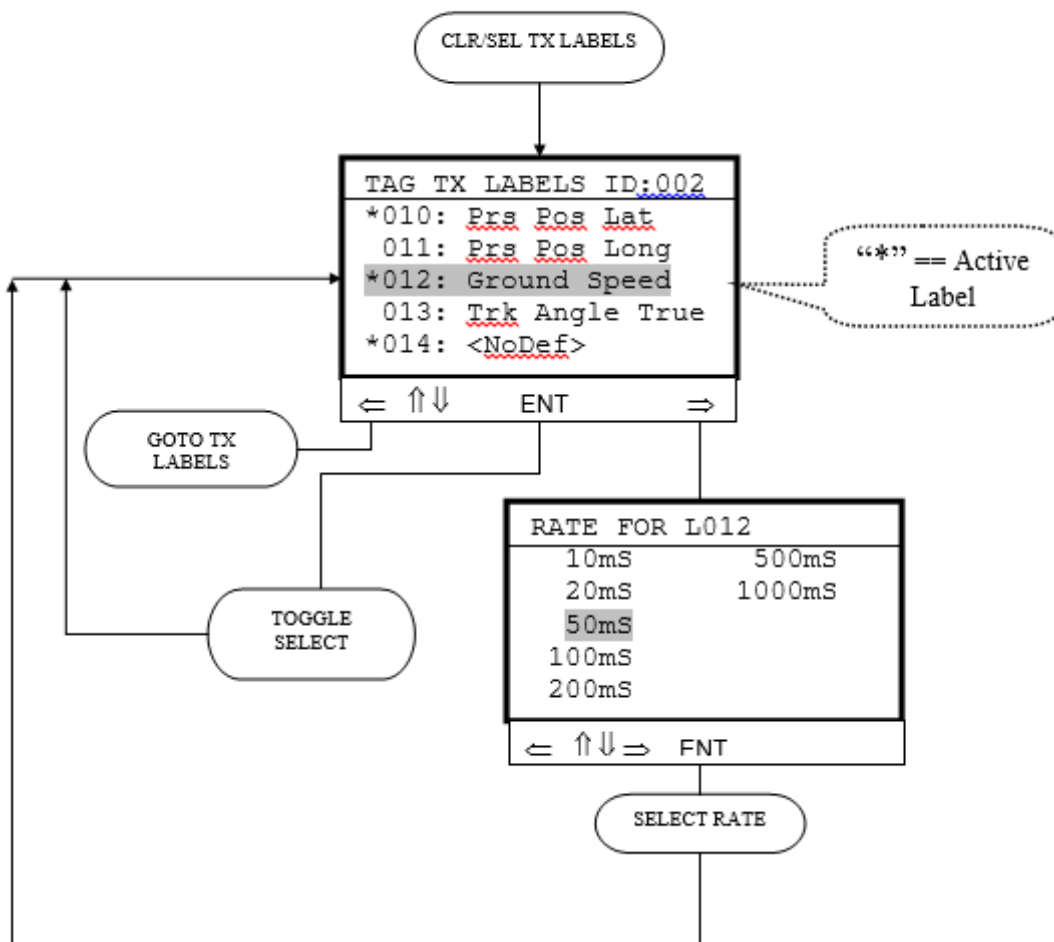 CLR/SEL TX LABELS
TAG TX LABELS ID:002
*010: Prs Pos Lat
011: Prs Pos Long
*012: Ground Speed
013: Trk Angle True
*014: <NoDef>
“*” == Active
Label
⇐ ⇑⇓ ENT ⇒
GOTO TX
LABELS
TOGGLE
SELECT
RATE FOR L012
10mS 500mS
20mS 1000mS
50mS
100mS
200mS
⇐ ⇑⇓⇒ ENT
SELECT RATE